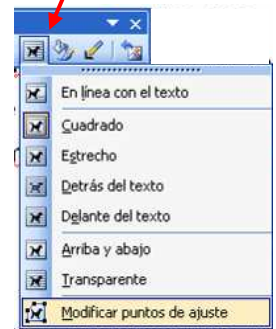 En línea con el texto
Cuadrado
Estrecho
Detrás del texto
Delante del texto
Arriba y abajo
Transparente
Modificar puntos de ajuste